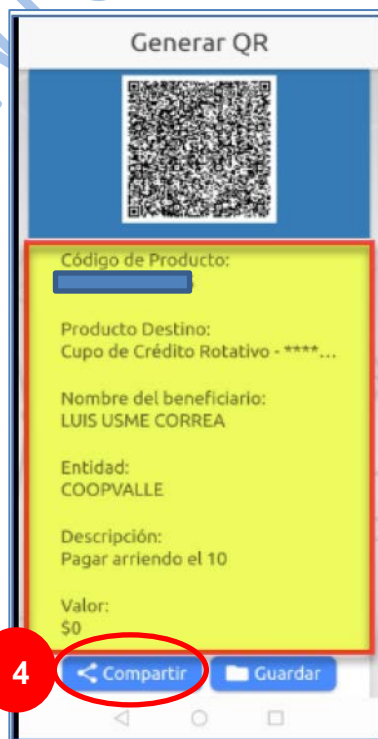 Generar QR
Código de Producto:
Producto Destino:
Cupo de Crédito Rotativo - ****...
Nombre del beneficiario:
LUIS USME CORREA
Entidad:
COOPVALLE
Descripción:
Pagar arriendo el 10
Valor:
$0
4
Compartir
Guardar